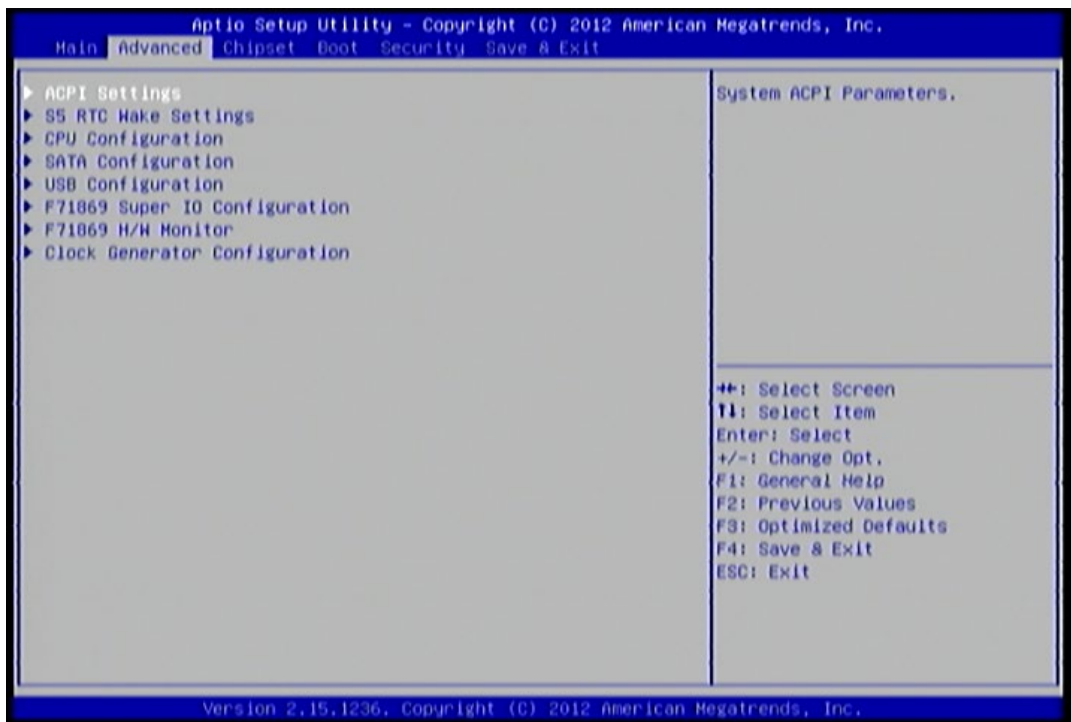 Aptio Setup Utility - Copyright (C) 2012 American Megatrends, Inc.
Main Advanced Chipset Boot Security Save & Exit
ACPI Settings
S5 RTC Wake Settings
CPU Configuration
SATA Configuration
USB Configuration
F71869 Super IO Configuration
F71869 H/W Monitor
Clock Generator Configuration
System ACPI Parameters.
→←: Select Screen
↑↓: Select Item
Enter: Select
+/-: Change Opt.
F1: General Help
F2: Previous Values
F3: Optimized Defaults
F4: Save & Exit
ESC: Exit
Version 2.15.1236. Copyright (C) 2012 American Megatrends, Inc.